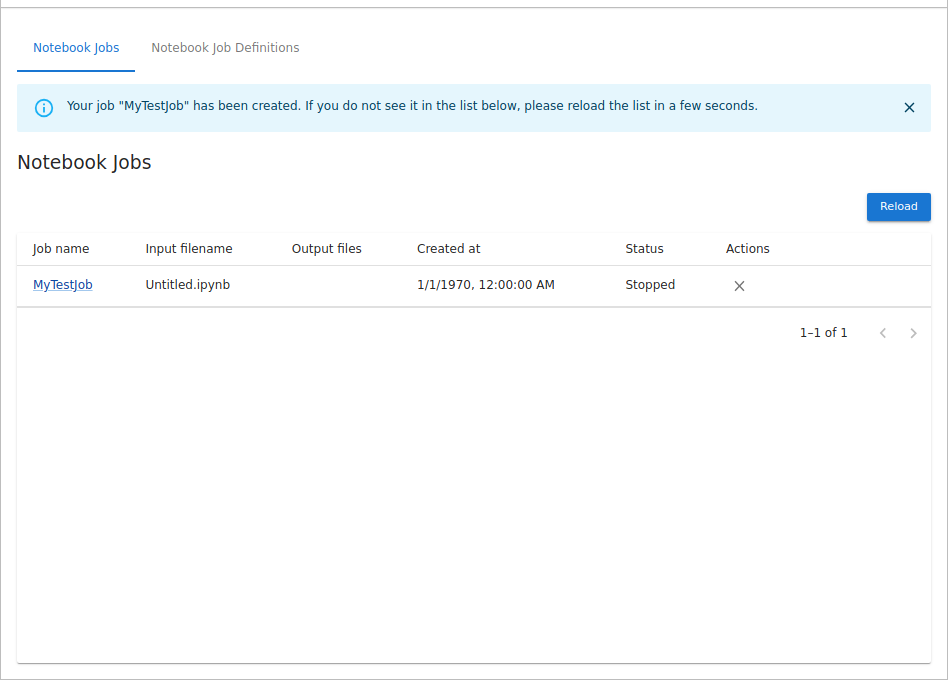 Notebook Jobs
Notebook Job Definitions
Your job "MyTestJob" has been created. If you do not see it in the list below, please reload the list in a few seconds.
Notebook Jobs
Reload
Job name Input filename Output files Created at Status Actions
MyTestJob Untitled.ipynb 1/1/1970, 12:00:00 AM Stopped
1–1 of 1